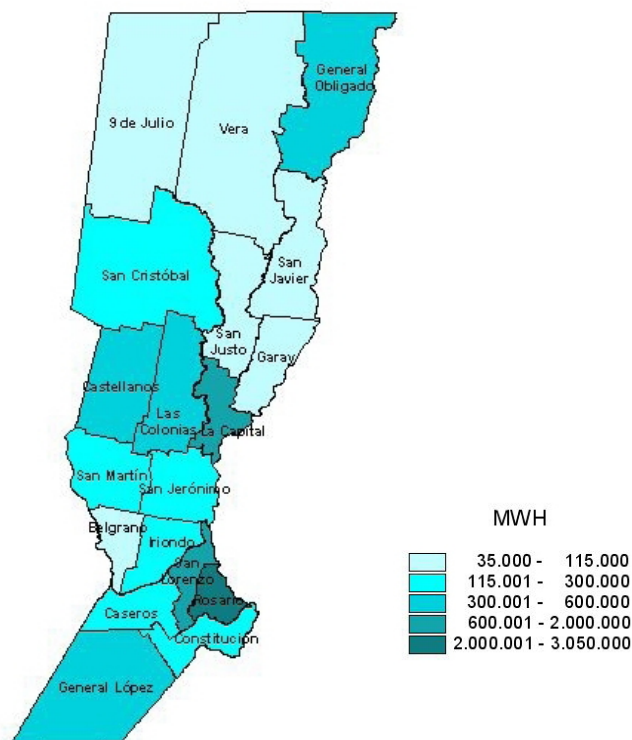 General
Obligado
9 de Julio
Vera
San Cristóbal
San
Javier
San
Justo
Garay
Castellanos
Las
Colonias
La Capital
San Martín
San Jerónimo
Belgrano
Iriondo
San
Lorenzo
Rosario
Caseros
Constitución
General López
MWH
35.000 - 115.000
115.001 - 300.000
300.001 - 600.000
600.001 - 2.000.000
2.000.001 - 3.050.000